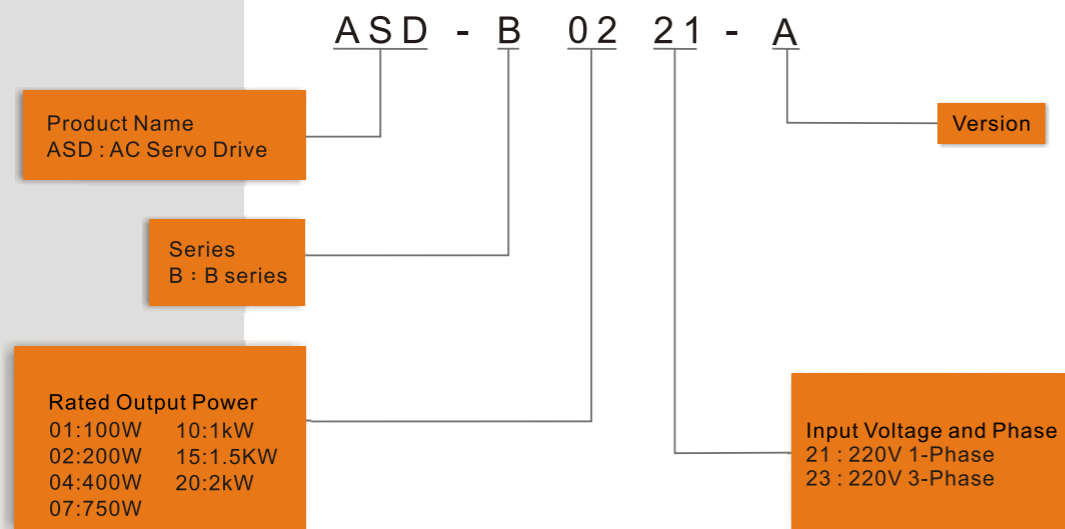 ASD - B 02 21 - A
Product Name
ASD : AC Servo Drive
Version
Series
B : B series
Rated Output Power
01:100W 10:1kW
02:200W 15:1.5KW
04:400W 20:2kW
07:750W
Input Voltage and Phase
21 : 220V 1-Phase
23 : 220V 3-Phase